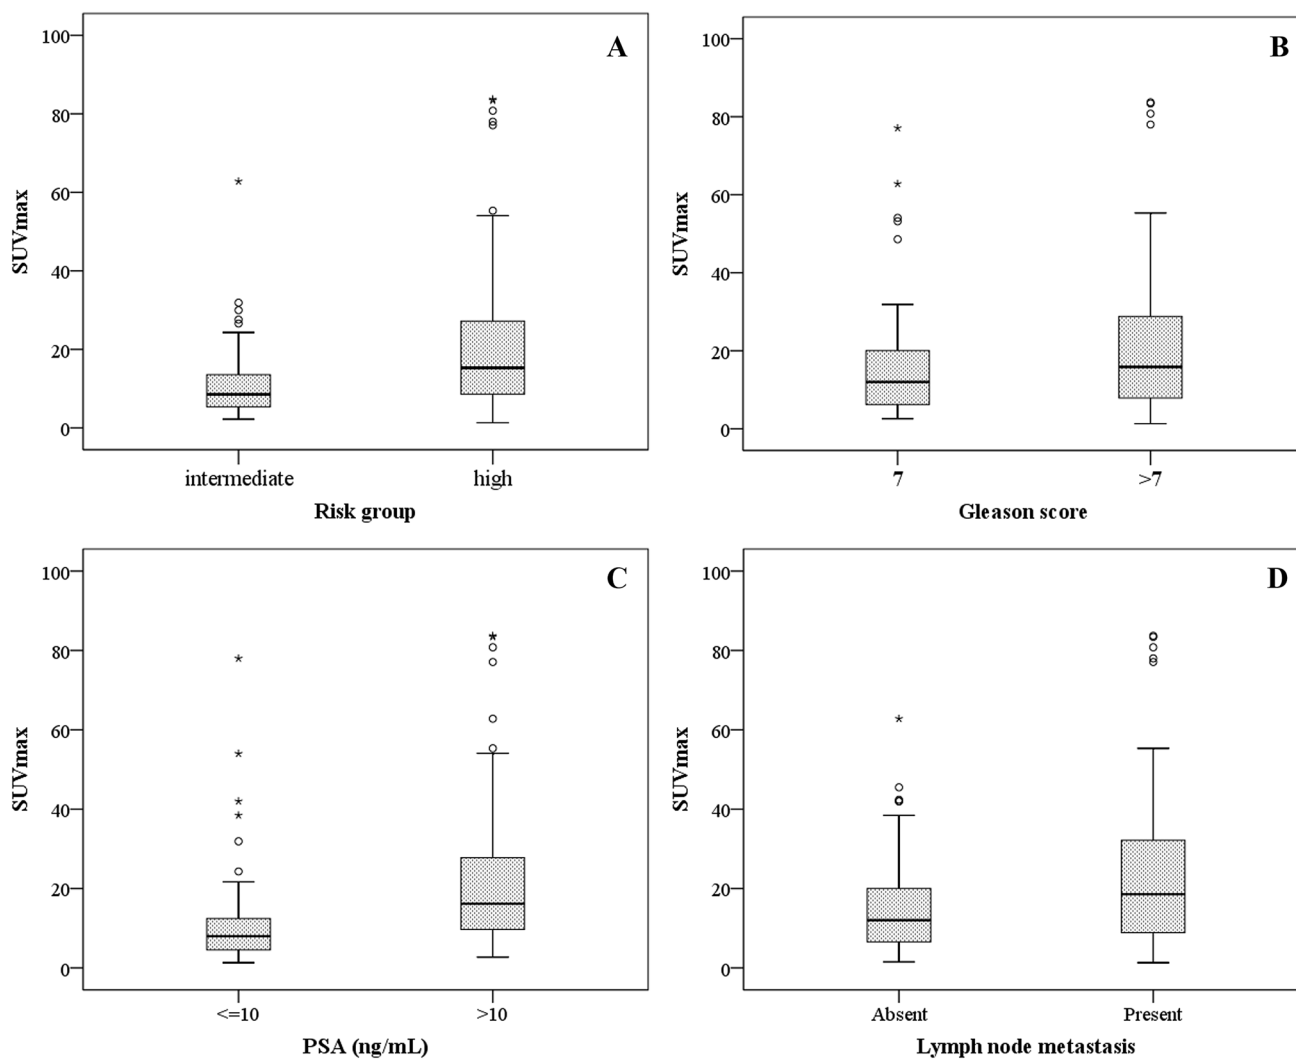 A
100
80
60
40
20
0
SUVmax
intermediate
high
Risk group
B
100
80
60
40
20
0
SUVmax
7
>7
Gleason score
C
100
80
60
40
20
0
SUVmax
<=10
>10
PSA (ng/mL)
D
100
80
60
40
20
0
SUVmax
Absent
Present
Lymph node metastasis